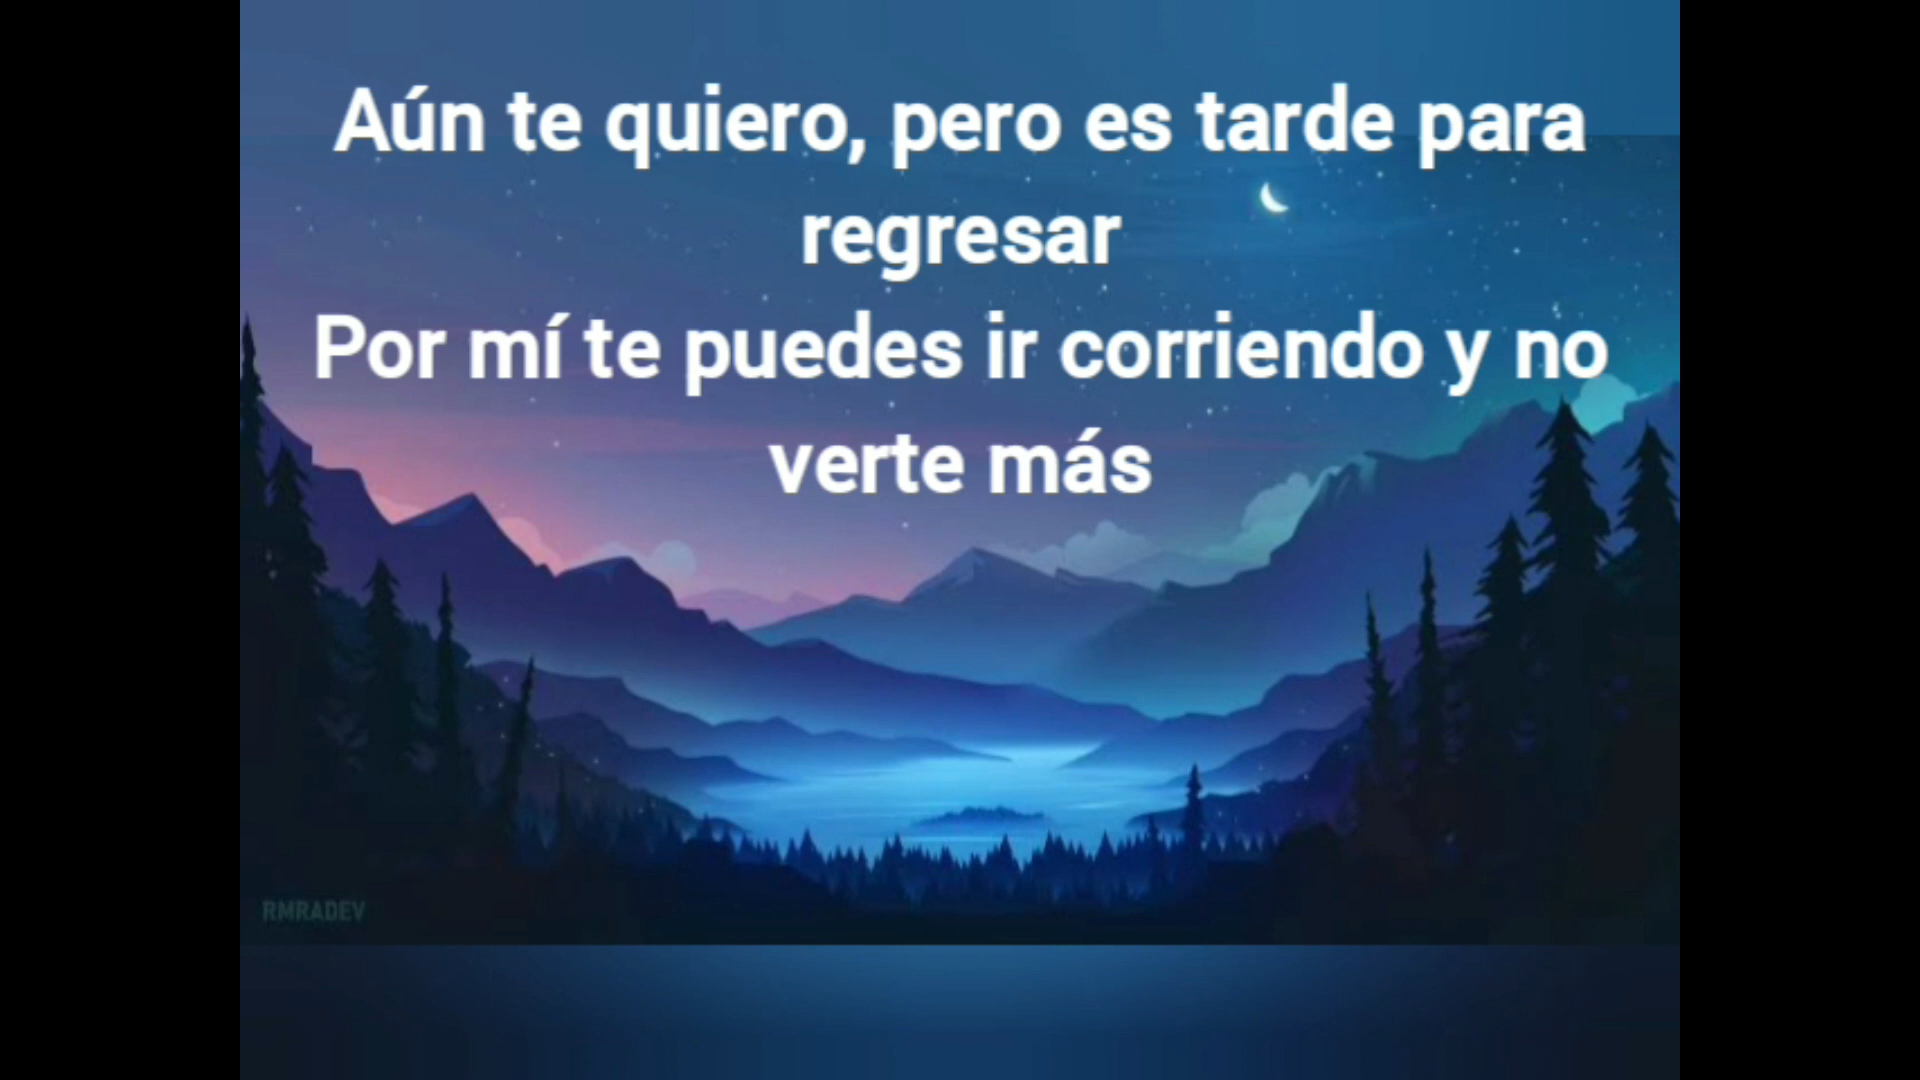 Aún te quiero, pero es tarde para
regresar
Por mí te puedes ir corriendo y no
verte más
RMRADEV